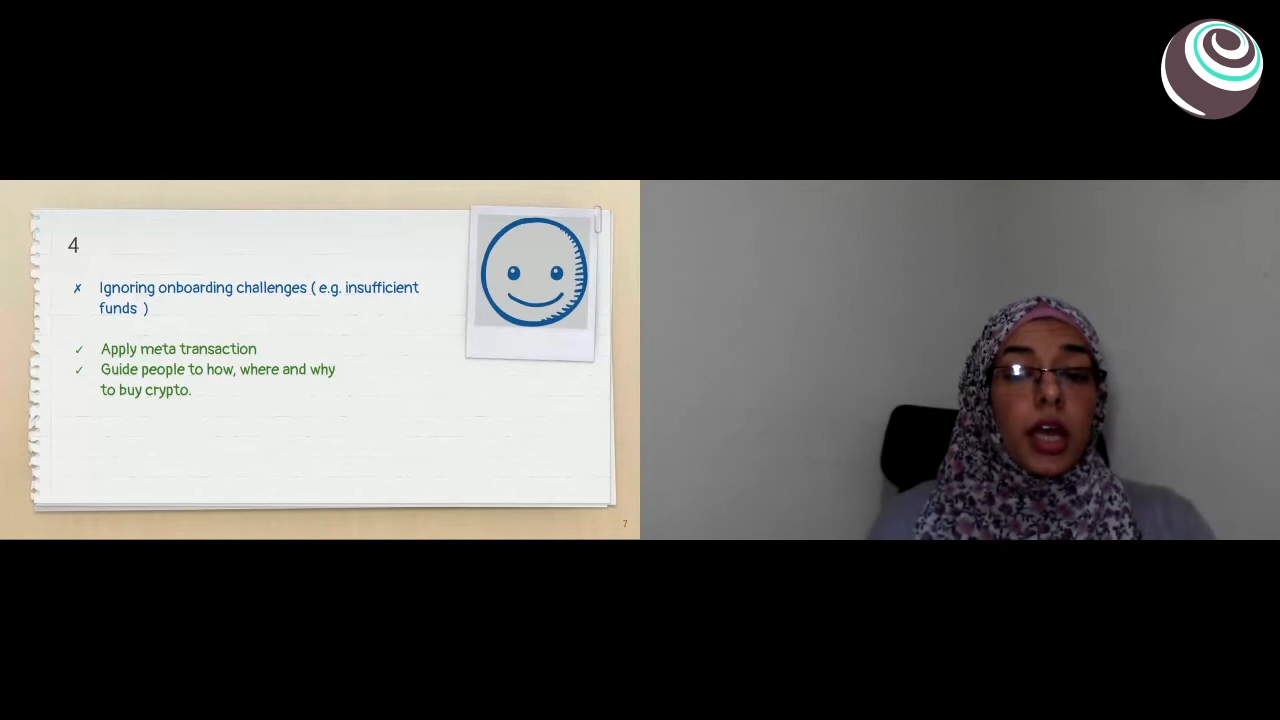 4
✗ Ignoring onboarding challenges ( e.g. insufficient
funds )
✓ Apply meta transaction
✓ Guide people to how, where and why
to buy crypto.
7